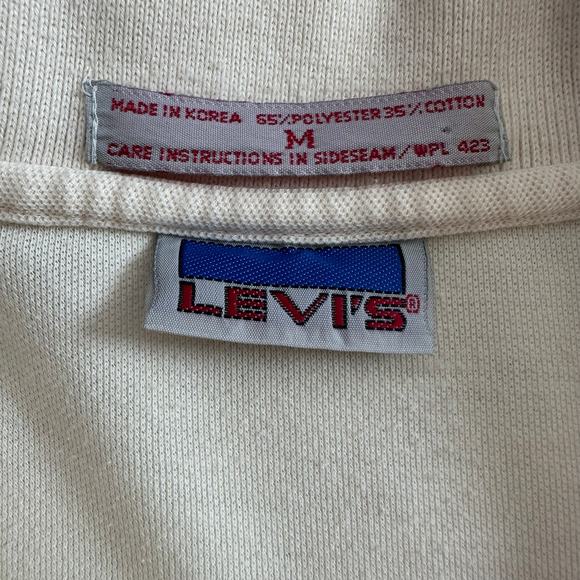 MADE IN KOREA 65% POLYESTER 35% COTTON
M
CARE INSTRUCTIONS IN SIDESEAM/WPL 423
LEVI'S®